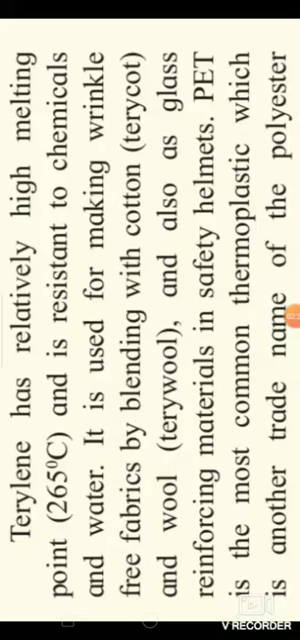 Terylene has relatively high melting
point (265⁰C) and is resistant to chemicals
and water. It is used for making wrinkle
free fabrics by blending with cotton (terycot)
and wool (terywool), and also as glass
reinforcing materials in safety helmets. PET
is the most common thermoplastic which
is another trade name of the polyester
V RECORDER